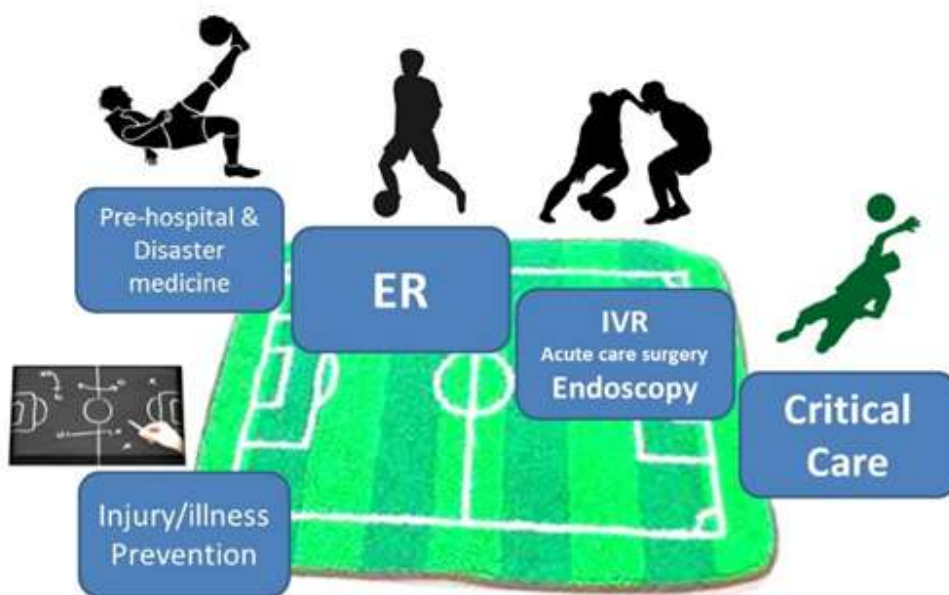 Pre-hospital &
Disaster
medicine
ER
IVR
Acute care surgery
Endoscopy
Critical
Care
Injury/illness
Prevention